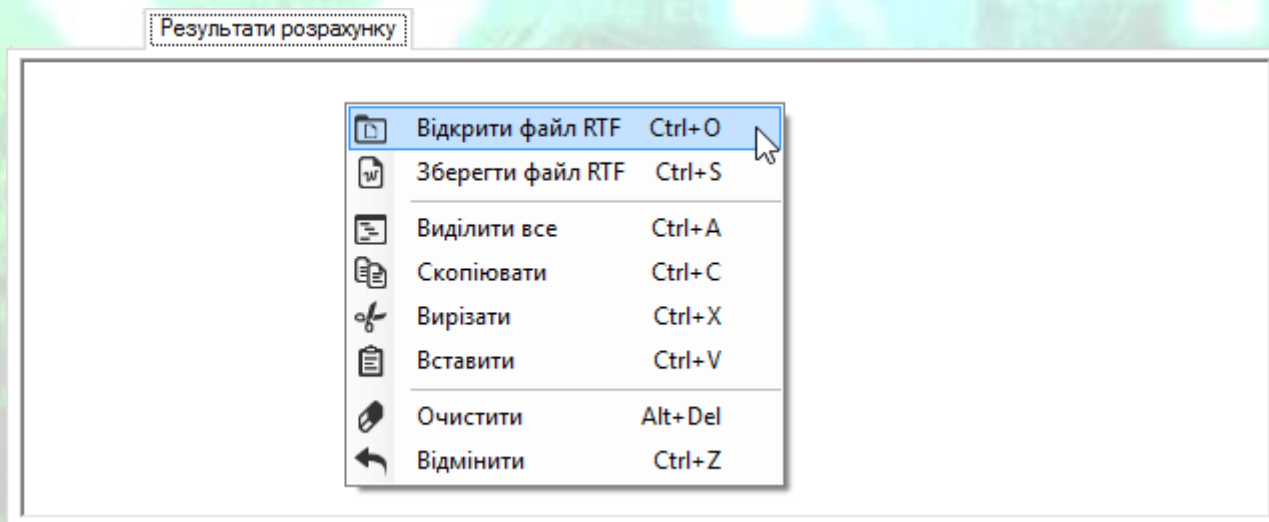 Результати розрахунку
Відкрити файл RTF Ctrl+O
Зберегти файл RTF Ctrl+S
Виділити все Ctrl+A
Скопіювати Ctrl+C
Вирізати Ctrl+X
Вставити Ctrl+V
Очистити Alt+Del
Відмінити Ctrl+Z